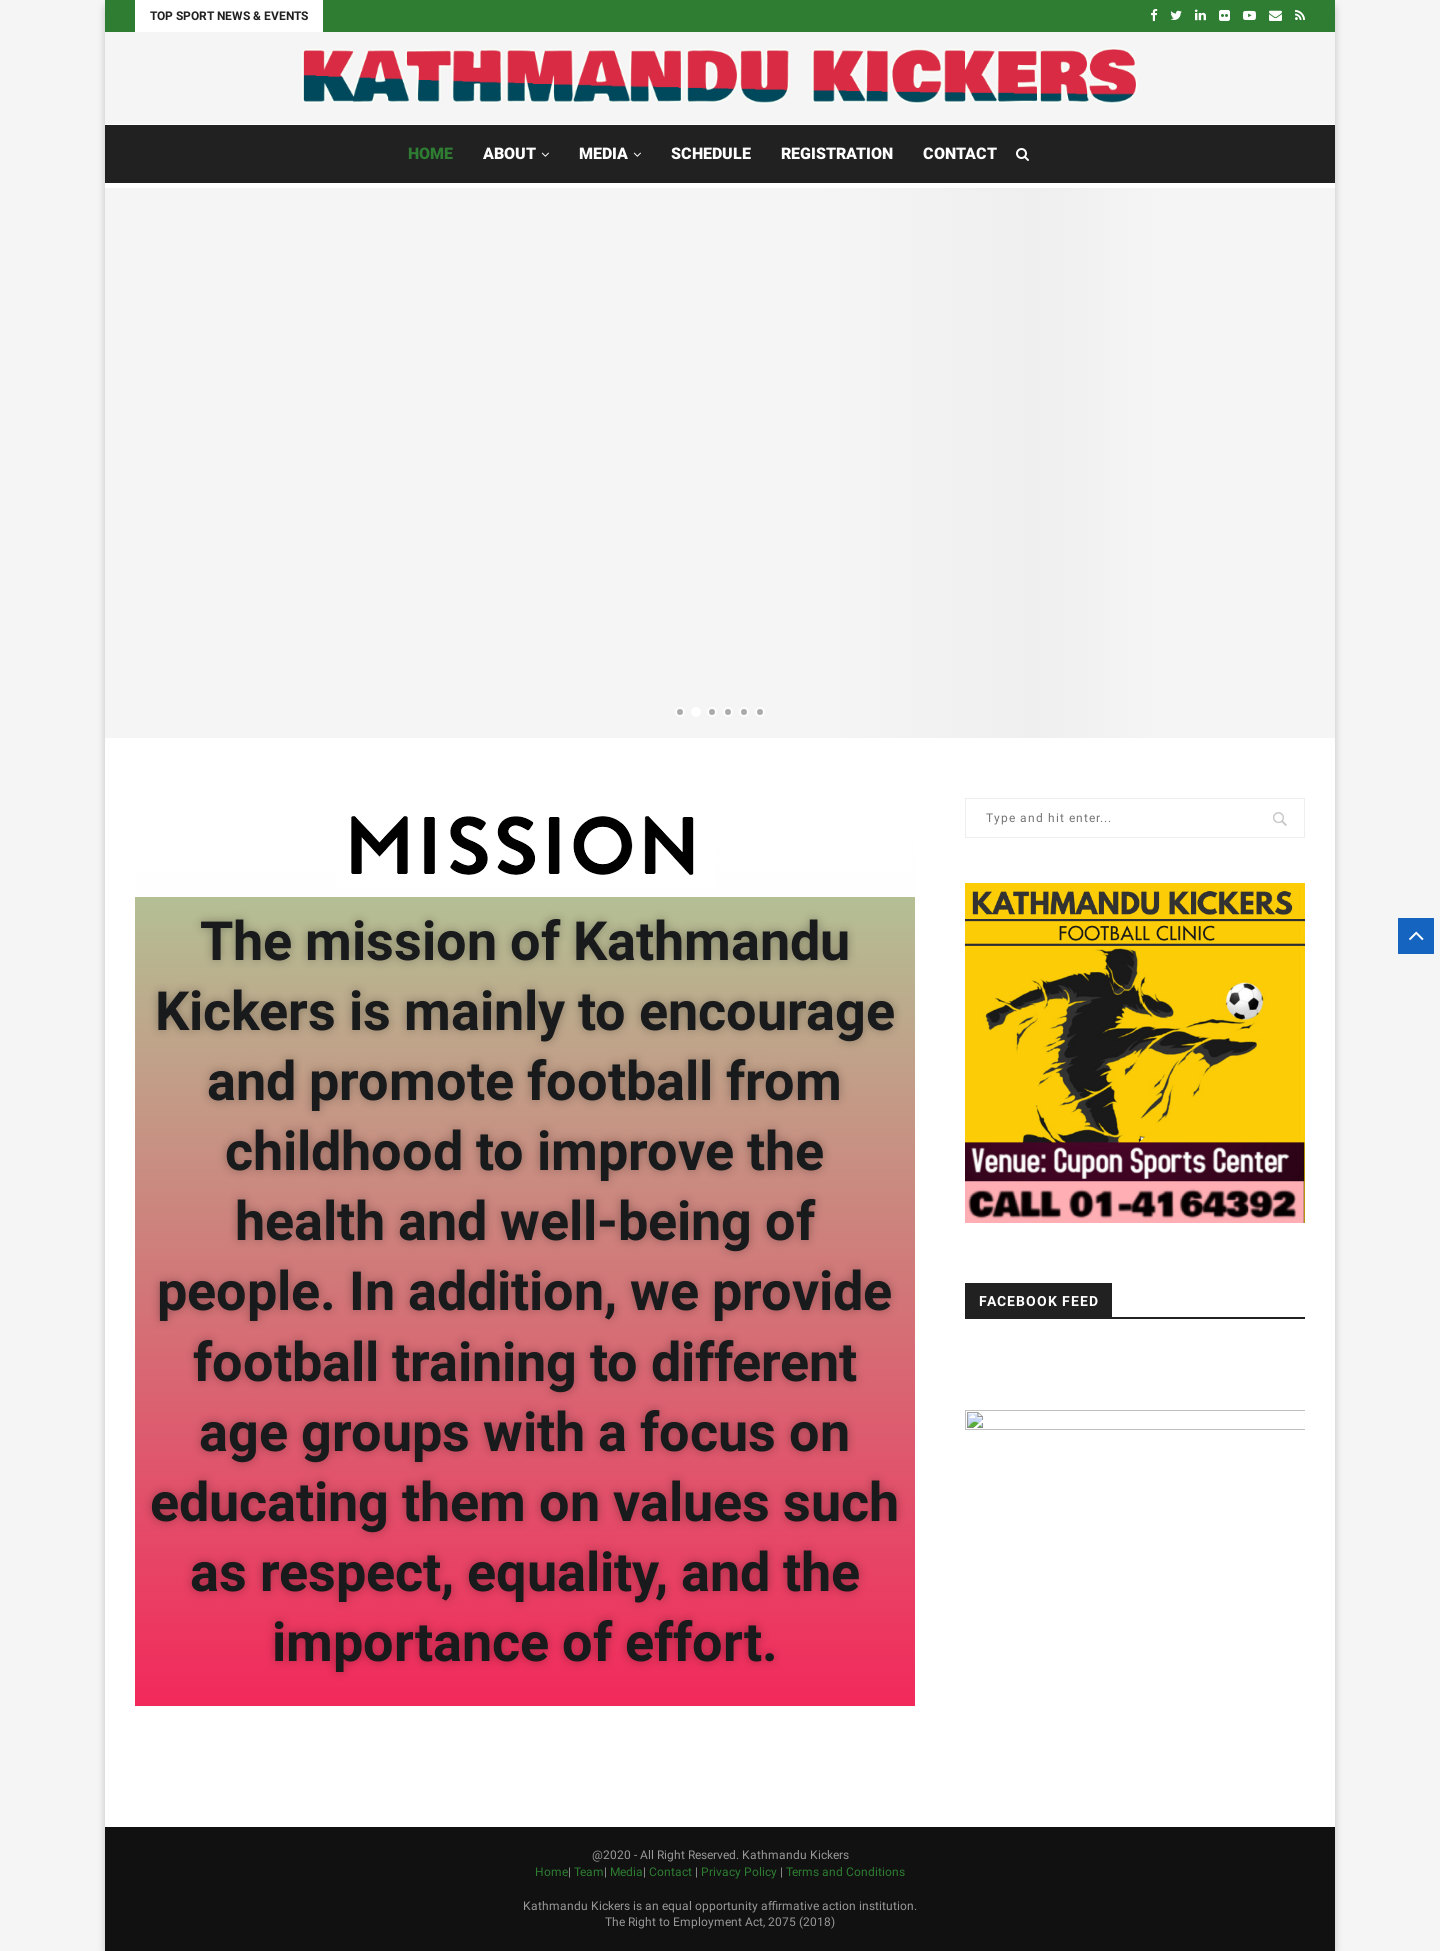 TOP SPORT NEWS & EVENTS
KATHMANDU KICKERS
HOME ABOUT MEDIA SCHEDULE REGISTRATION CONTACT
MISSION
The mission of Kathmandu
Kickers is mainly to encourage
and promote football from
childhood to improve the
health and well-being of
people. In addition, we provide
football training to different
age groups with a focus on
educating them on values such
as respect, equality, and the
importance of effort.
Type and hit enter...
KATHMANDU KICKERS
FOOTBALL CLINIC
Venue: Cupon Sports Center
CALL 01-4164392
FACEBOOK FEED
@2020 - All Right Reserved. Kathmandu Kickers
Home| Team| Media| Contact | Privacy Policy | Terms and Conditions
Kathmandu Kickers is an equal opportunity affirmative action institution.
The Right to Employment Act, 2075 (2018)